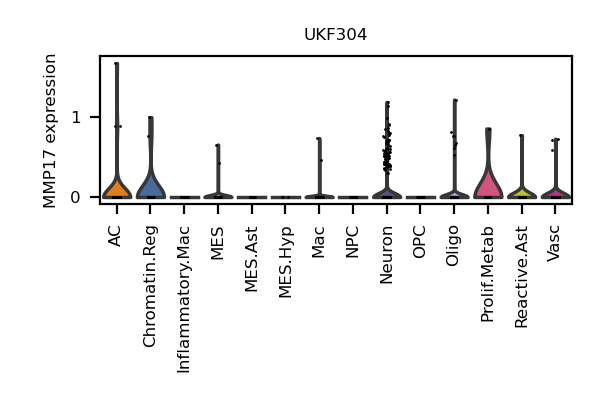 UKF304
MMP17 expression
1
0
AC
Chromatin.Reg
Inflammatory.Mac
MES
MES.Ast
MES.Hyp
Mac
NPC
Neuron
OPC
Oligo
Prolif.Metab
Reactive.Ast
Vasc